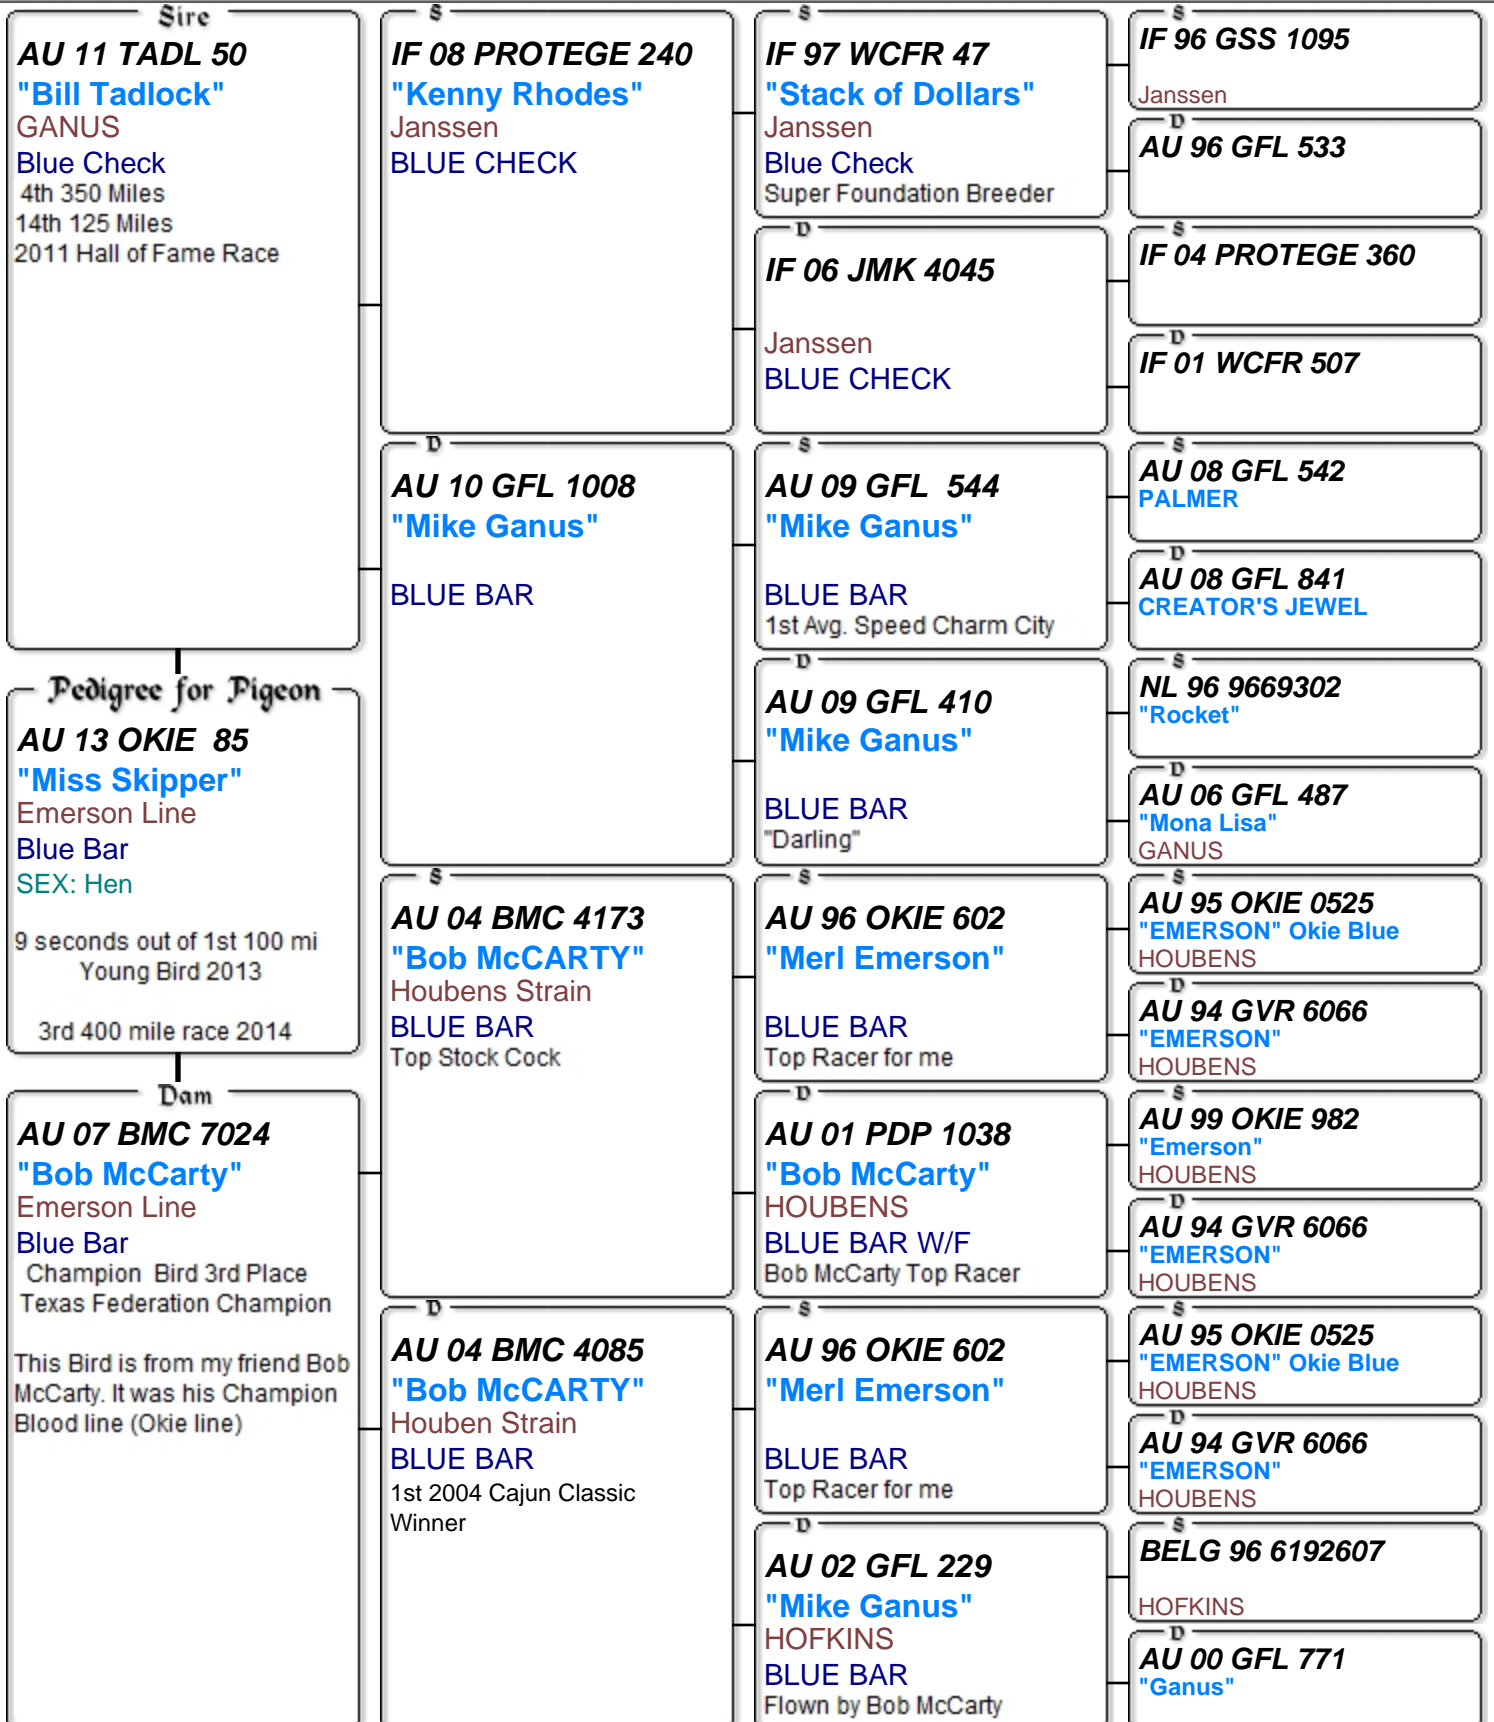 Sire
AU 11 TADL 50
"Bill Tadlock"
GANUS
Blue Check
4th 350 Miles
14th 125 Miles
2011 Hall of Fame Race
Pedigree for Pigeon
AU 13 OKIE 85
"Miss Skipper"
Emerson Line
Blue Bar
SEX: Hen
9 seconds out of 1st 100 mi
Young Bird 2013
3rd 400 mile race 2014
Dam
AU 07 BMC 7024
"Bob McCarty"
Emerson Line
Blue Bar
Champion Bird 3rd Place
Texas Federation Champion
This Bird is from my friend Bob
McCarty. It was his Champion
Blood line (Okie line)
S
IF 08 PROTEGE 240
"Kenny Rhodes"
Janssen
BLUE CHECK
D
AU 10 GFL 1008
"Mike Ganus"
BLUE BAR
S
AU 04 BMC 4173
"Bob McCARTY"
Houbens Strain
BLUE BAR
Top Stock Cock
D
AU 04 BMC 4085
"Bob McCARTY"
Houben Strain
BLUE BAR
1st 2004 Cajun Classic
Winner
S
IF 97 WCFR 47
"Stack of Dollars"
Janssen
Blue Check
Super Foundation Breeder
D
IF 06 JMK 4045
Janssen
BLUE CHECK
S
AU 09 GFL 544
"Mike Ganus"
BLUE BAR
1st Avg. Speed Charm City
D
AU 09 GFL 410
"Mike Ganus"
BLUE BAR
"Darling"
S
AU 96 OKIE 602
"Merl Emerson"
BLUE BAR
Top Racer for me
D
AU 01 PDP 1038
"Bob McCarty"
HOUBENS
BLUE BAR W/F
Bob McCarty Top Racer
S
AU 96 OKIE 602
"Merl Emerson"
BLUE BAR
Top Racer for me
D
AU 02 GFL 229
"Mike Ganus"
HOFKINS
BLUE BAR
Flown by Bob McCarty
S
IF 96 GSS 1095
Janssen
D
AU 96 GFL 533
S
IF 04 PROTEGE 360
D
IF 01 WCFR 507
S
AU 08 GFL 542
PALMER
D
AU 08 GFL 841
CREATOR'S JEWEL
S
NL 96 9669302
"Rocket"
D
AU 06 GFL 487
"Mona Lisa"
GANUS
S
AU 95 OKIE 0525
"EMERSON" Okie Blue
HOUBENS
D
AU 94 GVR 6066
"EMERSON"
HOUBENS
S
AU 99 OKIE 982
"Emerson"
HOUBENS
D
AU 94 GVR 6066
"EMERSON"
HOUBENS
S
AU 95 OKIE 0525
"EMERSON" Okie Blue
HOUBENS
D
AU 94 GVR 6066
"EMERSON"
HOUBENS
S
BELG 96 6192607
HOFKINS
D
AU 00 GFL 771
"Ganus"